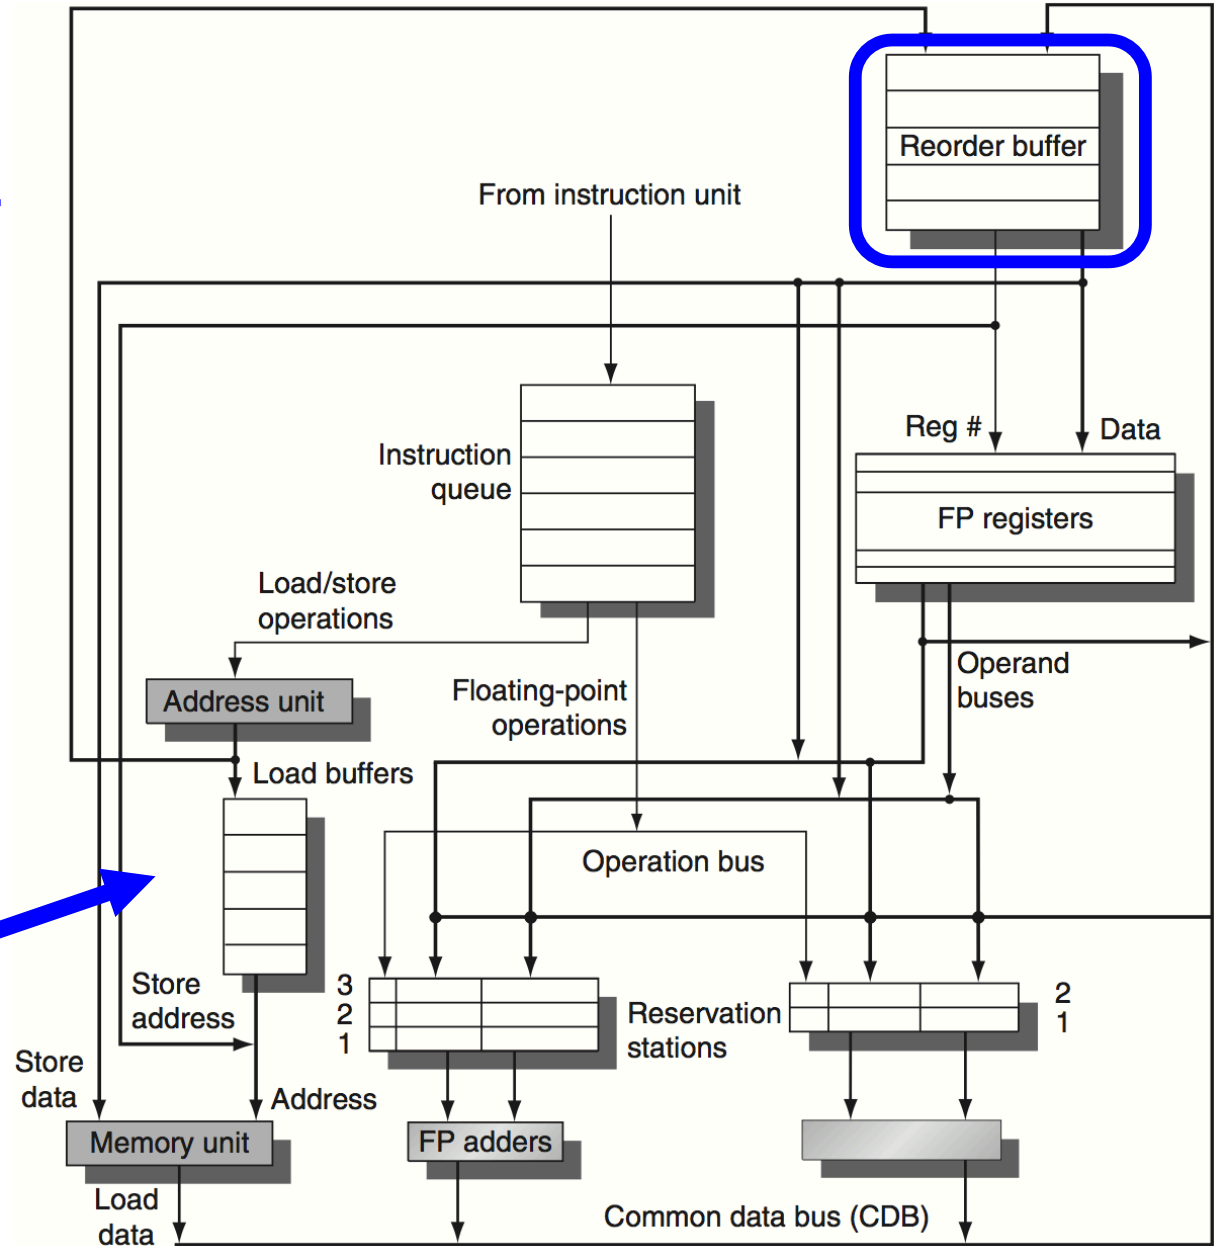 Reorder buffer
From instruction unit
Reg #
Data
Instruction
queue
FP registers
Load/store
operations
Operand
buses
Address unit
Floating-point
operations
Load buffers
Operation bus
Store
address
3
2
1
Reservation
stations
2
1
Store
data
Address
Memory unit
FP adders
Load
data
Common data bus (CDB)